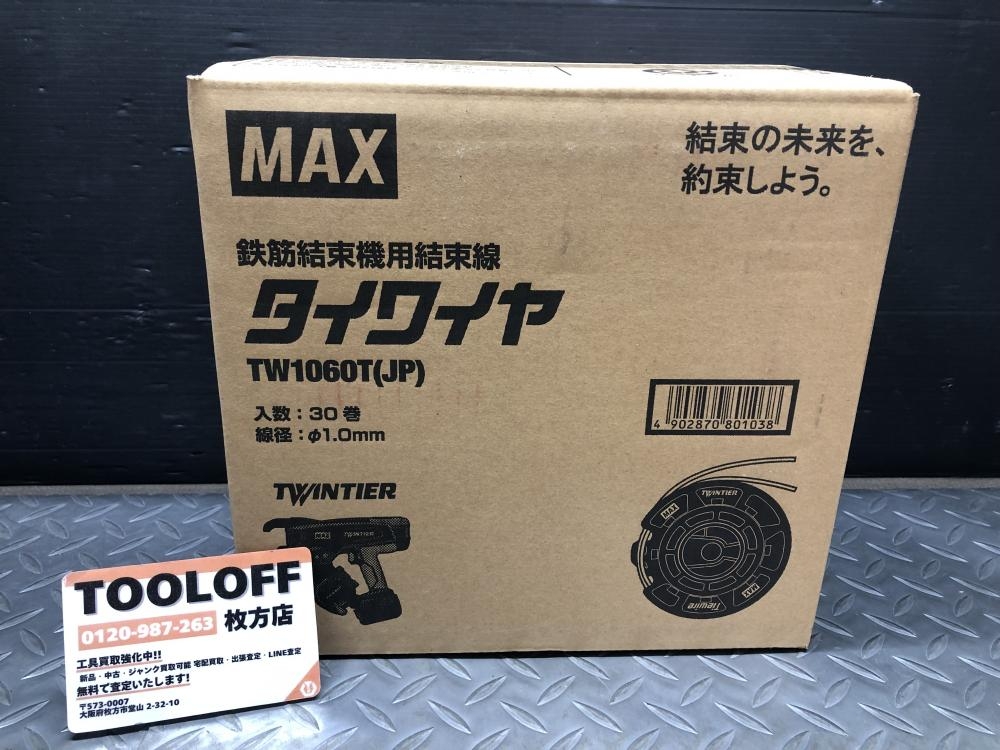 MAX
結束の未来を、
約束しよう。
鉄筋結束機用結束線
タイワイヤ
TW1060T(JP)
入数：30巻
線径：φ1.0mm
4 902870 801038
TWINTIER
MAX TWINTIER
TWINTIER
MAX
MAX
Tiewire
TOOLOFF
0120-987-263 枚方店
工具買取強化中!!
新品・中古・ジャンク買取可能 宅配買取・出張査定・LINE査定
無料で査定いたします!
〒573-0007
大阪府枚方市堂山 2-32-10